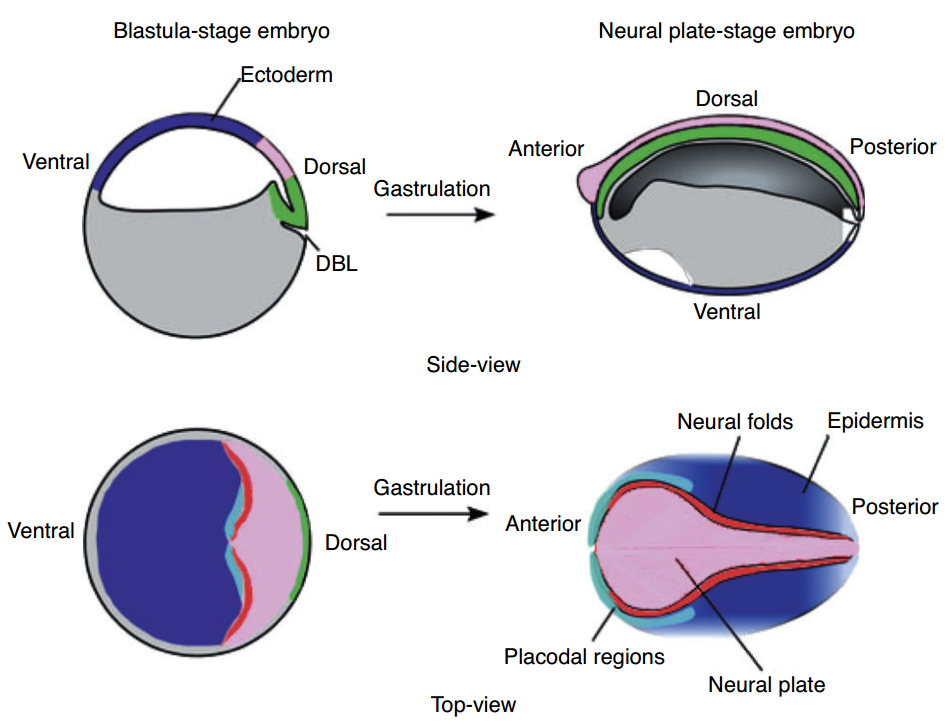 Blastula-stage embryo
Neural plate-stage embryo
Ectoderm
Dorsal
Ventral
Dorsal
Anterior
Posterior
Gastrulation
DBL
Ventral
Side-view
Neural folds
Epidermis
Gastrulation
Posterior
Ventral
Dorsal
Anterior
Placodal regions
Neural plate
Top-view